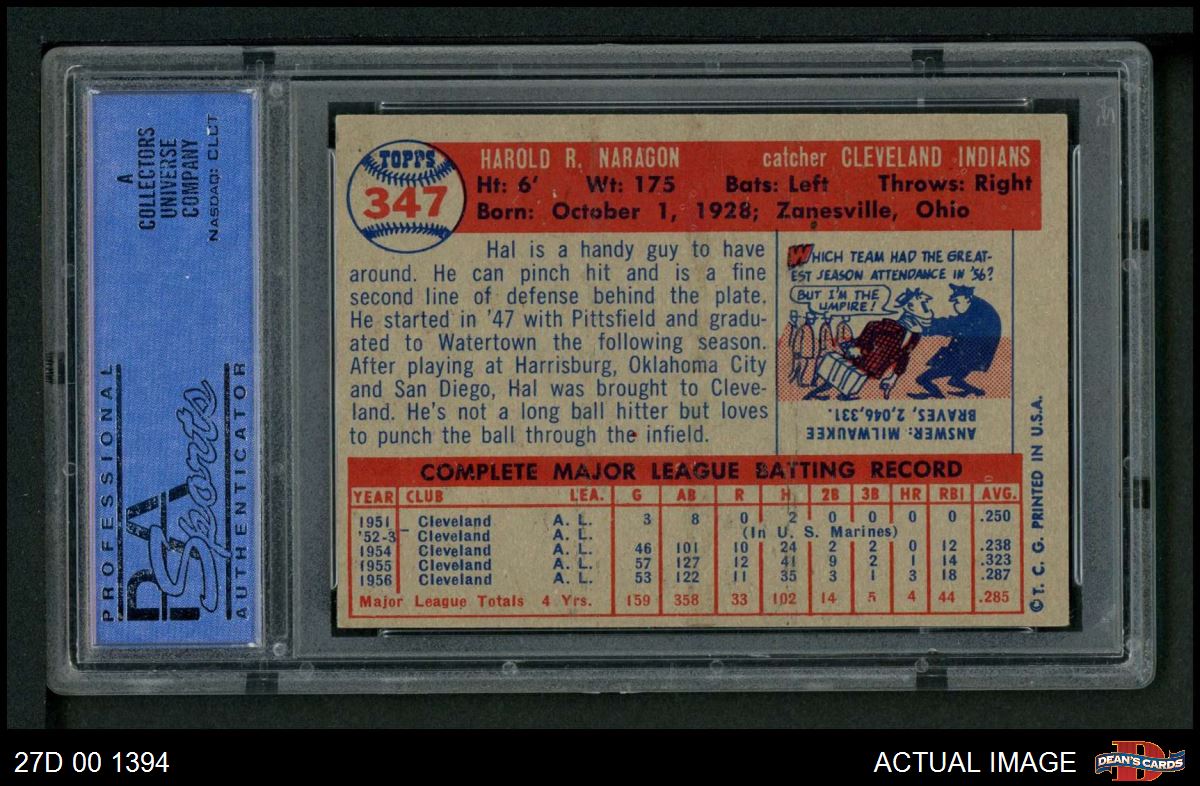 A
COLLECTORS
UNIVERSE
COMPANY
NASDAQ: CLCT
PROFESSIONAL
PSA
Sports
AUTHENTICATOR
TOPPS
347
HAROLD R. NARAGON catcher CLEVELAND INDIANS
Ht: 6' Wt: 175 Bats: Left Throws: Right
Born: October 1, 1928; Zanesville, Ohio
Hal is a handy guy to have
around. He can pinch hit and is a fine
second line of defense behind the plate.
He started in '47 with Pittsfield and gradu-
ated to Watertown the following season.
After playing at Harrisburg, Oklahoma City
and San Diego, Hal was brought to Cleve-
land. He's not a long ball hitter but loves
to punch the ball through the infield.
WHICH TEAM HAD THE GREAT-
EST SEASON ATTENDANCE IN '56?
BUT I'M THE
UMPIRE!
ANSWER: MILWAUKEE
BRAVES, 2,046,331.
COMPLETE MAJOR LEAGUE BATTING RECORD
YEAR CLUB LEA. G AB R H 2B 3B HR RBI AVG.
1951 Cleveland A. L. 3 8 0 2 0 0 0 0 .250
'52-3 Cleveland A. L. (In U. S. Marines)
1954 Cleveland A. L. 46 101 10 24 2 2 0 12 .238
1955 Cleveland A. L. 57 127 12 41 9 2 1 14 .323
1956 Cleveland A. L. 53 122 11 35 3 1 3 18 .287
Major League Totals 4 Yrs. 159 358 33 102 14 5 4 44 .285
© T. C. G. PRINTED IN U.S.A.
27D 00 1394
ACTUAL IMAGE
D
DEAN'S CARDS